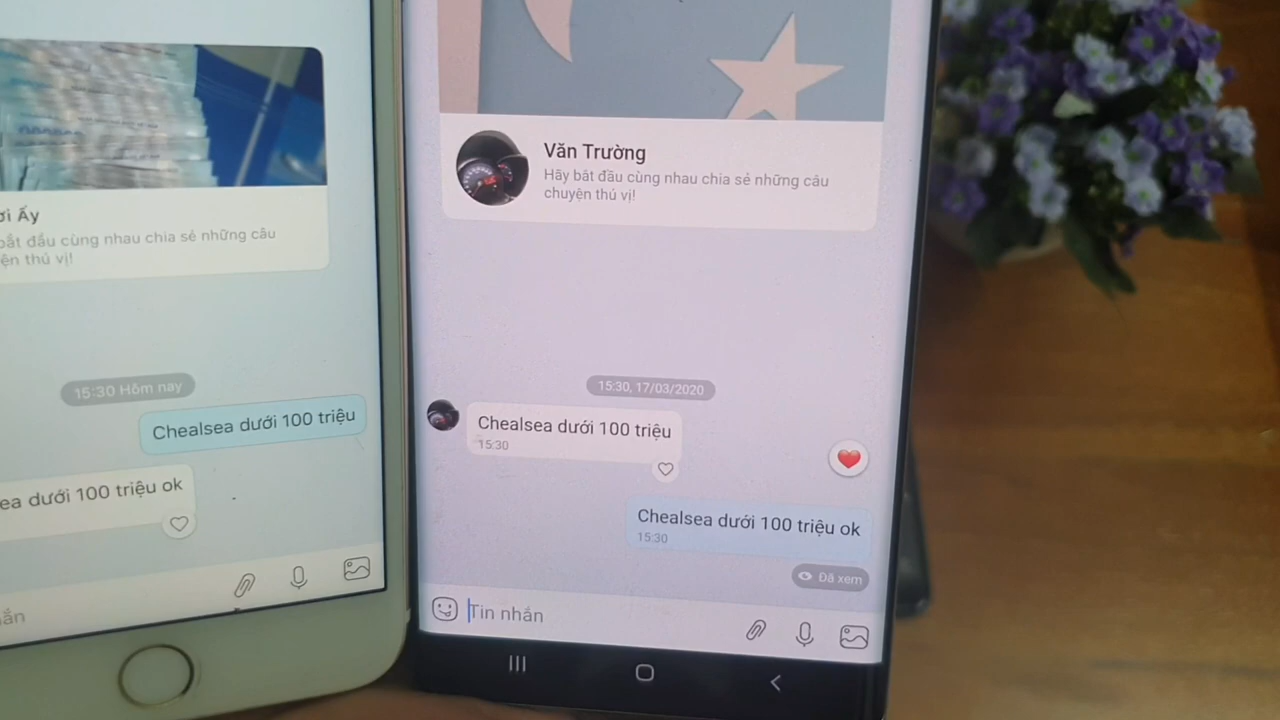 ời Ấy
bắt đầu cùng nhau chia sẻ những câu
ện thú vị!
15:30 Hôm nay
Chealsea dưới 100 triệu
ea dưới 100 triệu ok
ắn
Văn Trường
Hãy bắt đầu cùng nhau chia sẻ những câu
chuyện thú vị!
15:30, 17/03/2020
Chealsea dưới 100 triệu
15:30
Chealsea dưới 100 triệu ok
15:30
Đã xem
Tin nhắn